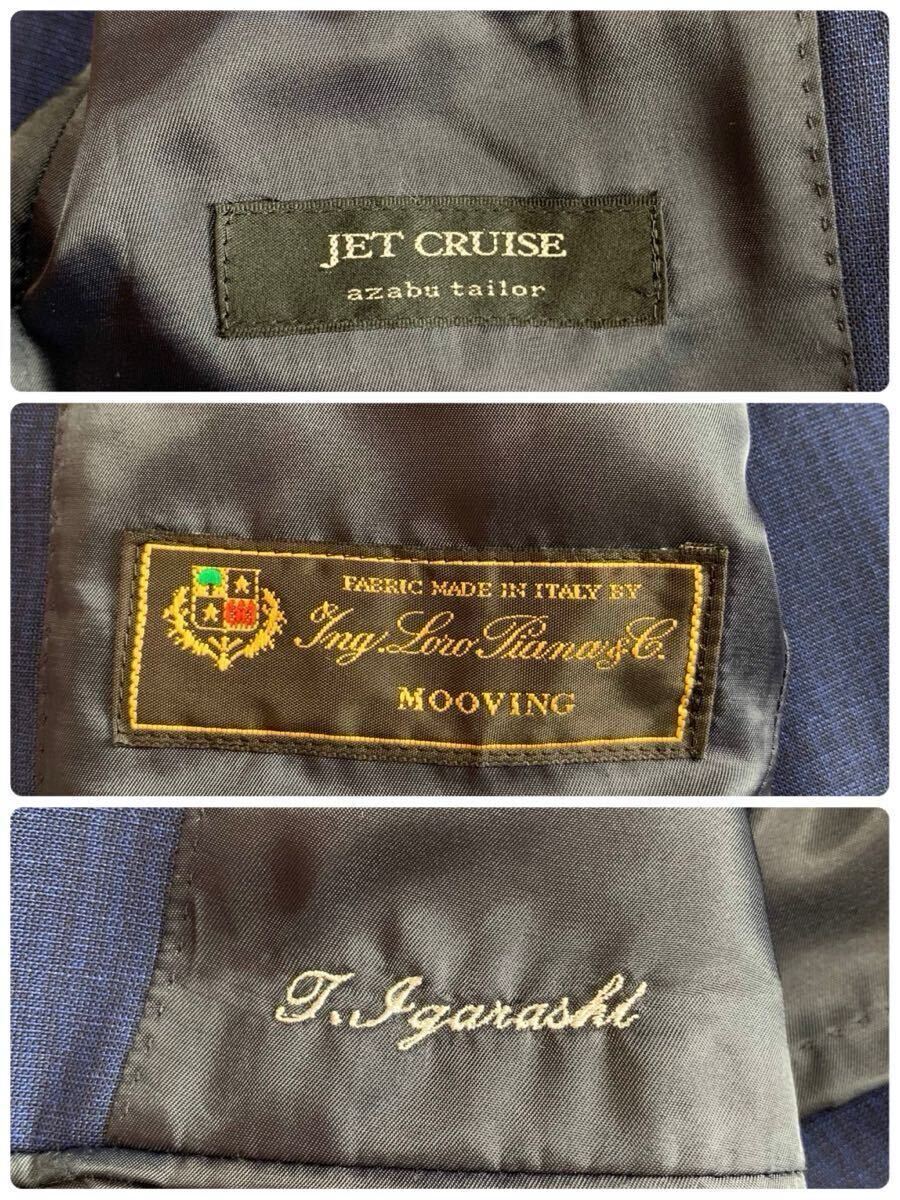 JET CRUISE
azabu tailor
FABRIC MADE IN ITALY BY
Ing. Loro Piana & C.
MOOVING
T. Igarashi